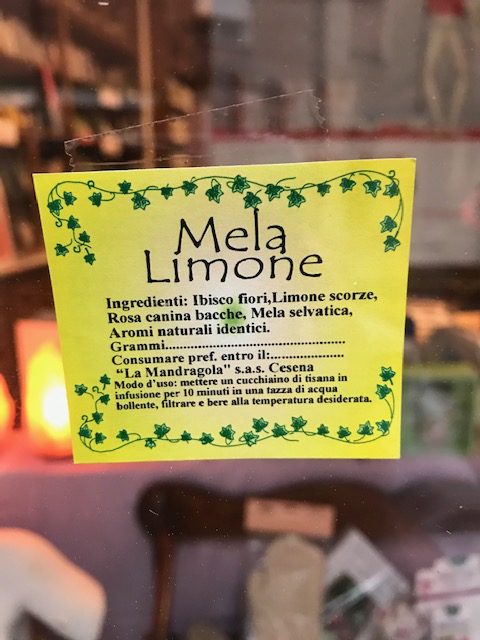 Mela
Limone
Ingredienti: Ibisco fiori,Limone scorze,
Rosa canina bacche, Mela selvatica,
Aromi naturali identici.
Grammi................................................
Consumare pref. entro il:....................
“La Mandragola” s.a.s. Cesena
Modo d’uso: mettere un cucchiaino di tisana in
infusione per 10 minuti in una tazza di acqua
bollente, filtrare e bere alla temperatura desiderata.